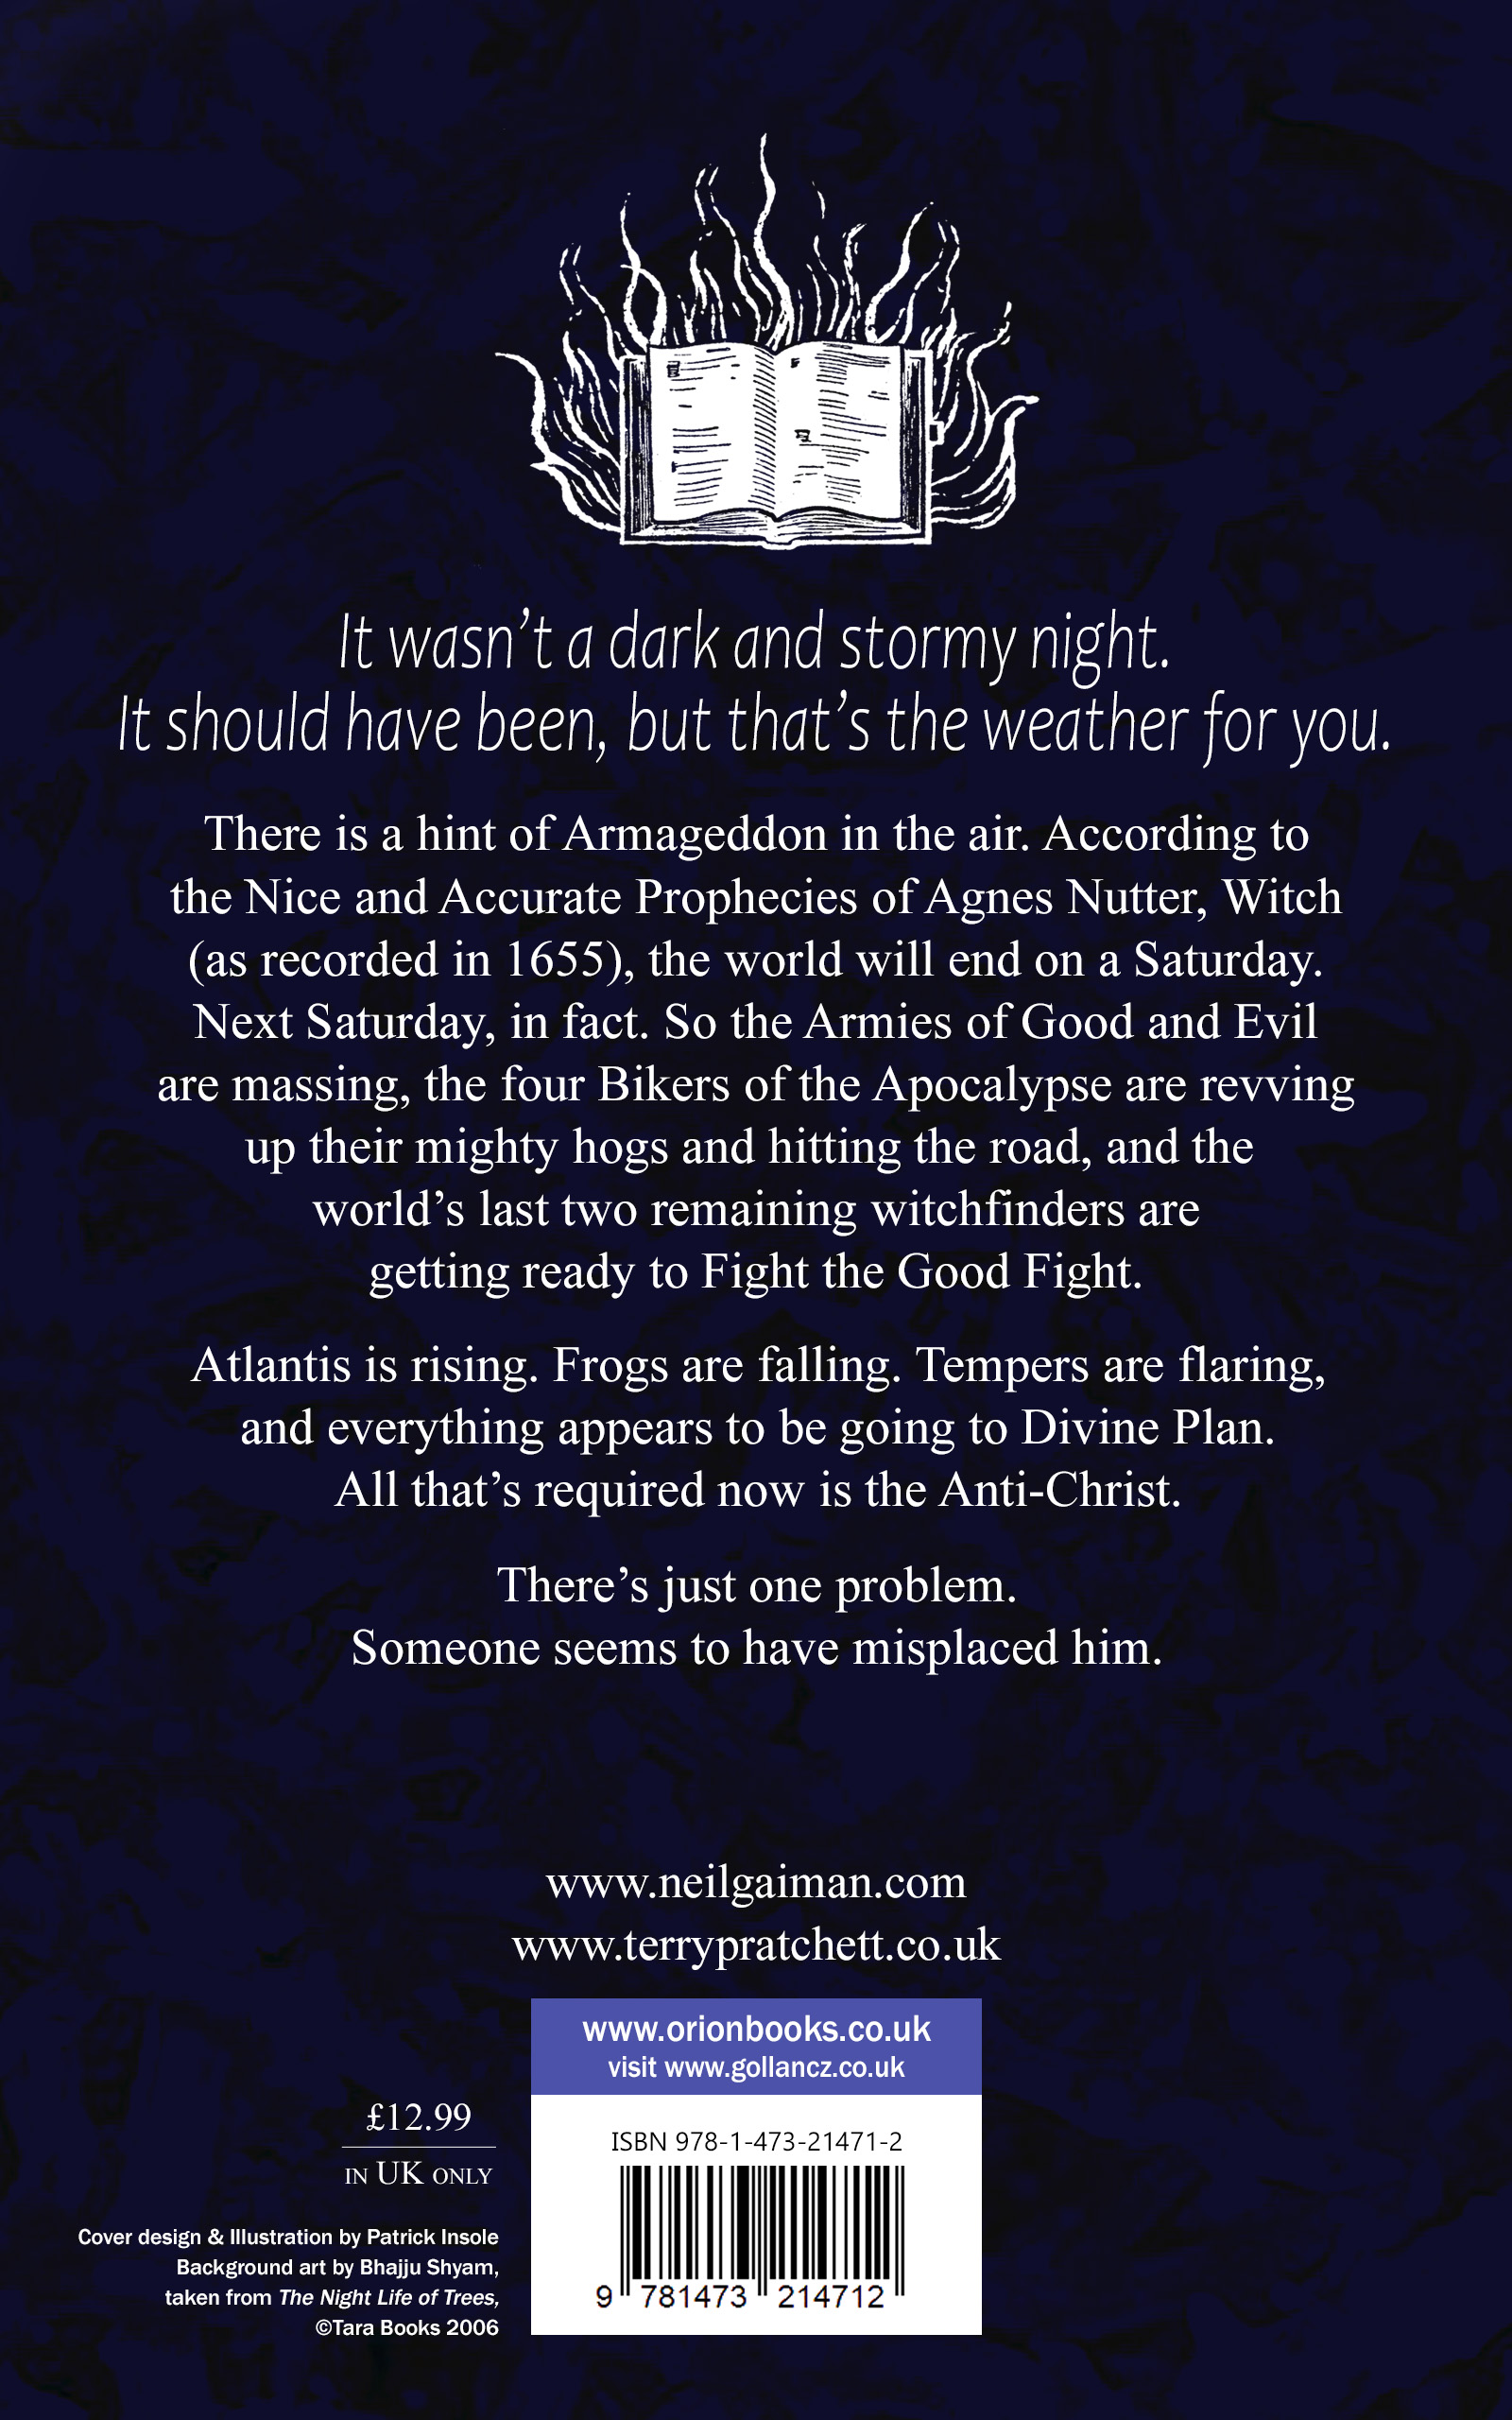 It wasn’t a dark and stormy night.
It should have been, but that’s the weather for you.
There is a hint of Armageddon in the air. According to
the Nice and Accurate Prophecies of Agnes Nutter, Witch
(as recorded in 1655), the world will end on a Saturday.
Next Saturday, in fact. So the Armies of Good and Evil
are massing, the four Bikers of the Apocalypse are revving
up their mighty hogs and hitting the road, and the
world’s last two remaining witchfinders are
getting ready to Fight the Good Fight.
Atlantis is rising. Frogs are falling. Tempers are flaring,
and everything appears to be going to Divine Plan.
All that’s required now is the Anti-Christ.
There’s just one problem.
Someone seems to have misplaced him.
www.neilgaiman.com
www.terrypratchett.co.uk
www.orionbooks.co.uk
visit www.gollancz.co.uk
£12.99
IN UK ONLY
Cover design & Illustration by Patrick Insole
Background art by Bhajju Shyam,
taken from The Night Life of Trees,
©Tara Books 2006
ISBN 978-1-473-21471-2
9 781473 214712